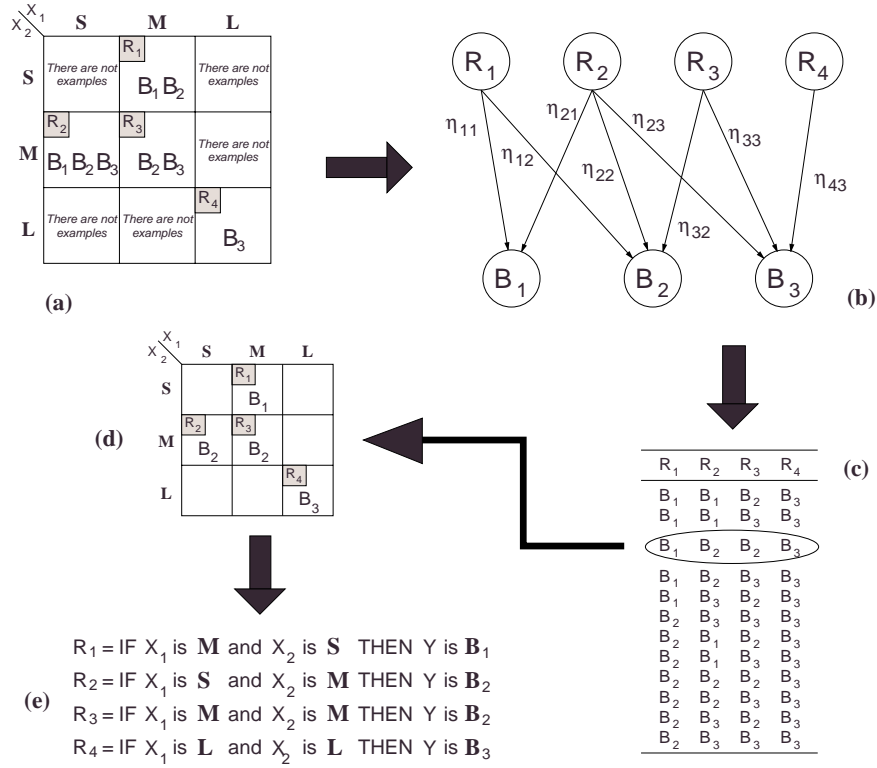 X₂ X₁ S M L
S There are not examples R₁ B₁ B₂ There are not examples
M R₂ B₁ B₂ B₃ R₃ B₂ B₃ There are not examples
L There are not examples There are not examples R₄ B₃
(a)
R₁ R₂ R₃ R₄
η₁₁ η₁₂ η₂₁ η₂₂ η₂₃ η₃₂ η₃₃ η₄₃
B₁ B₂ B₃
(b)
R₁ R₂ R₃ R₄
B₁ B₁ B₂ B₃
B₁ B₁ B₃ B₃
B₁ B₂ B₂ B₃
B₁ B₂ B₃ B₃
B₁ B₃ B₂ B₃
B₂ B₃ B₃ B₃
B₂ B₁ B₂ B₃
B₂ B₁ B₃ B₃
B₂ B₂ B₂ B₃
B₂ B₂ B₃ B₃
B₂ B₃ B₂ B₃
B₂ B₃ B₃ B₃
(c)
X₂ X₁ S M L
S R₁ B₁
M R₂ B₂ R₃ B₂
L R₄ B₃
(d)
R₁ = IF X₁ is M and X₂ is S THEN Y is B₁
R₂ = IF X₁ is S and X₂ is M THEN Y is B₂
R₃ = IF X₁ is M and X₂ is M THEN Y is B₂
R₄ = IF X₁ is L and X₂ is L THEN Y is B₃
(e)